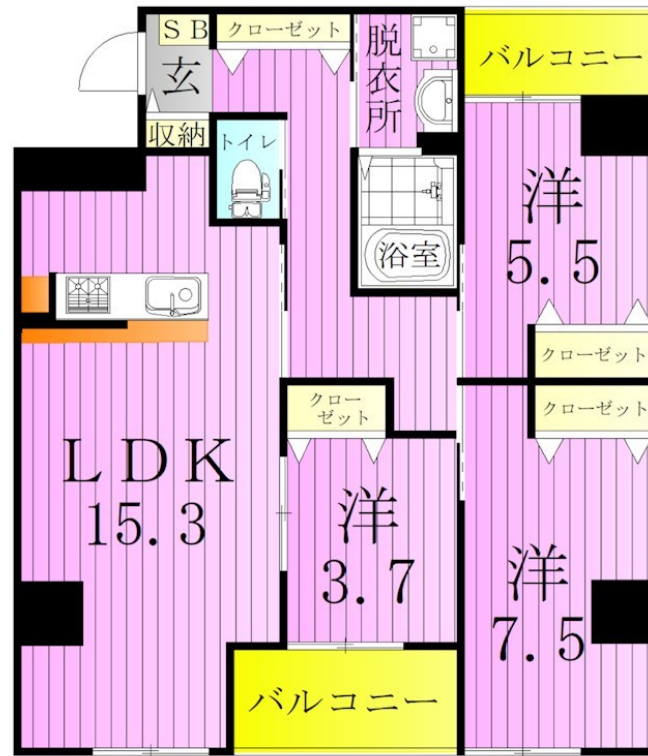 SB
クローゼット
玄
脱衣所
バルコニー
収納
トイレ
洋
5.5
浴室
クローゼット
クロー
ゼット
クローゼット
LDK
15.3
洋
3.7
洋
7.5
バルコニー